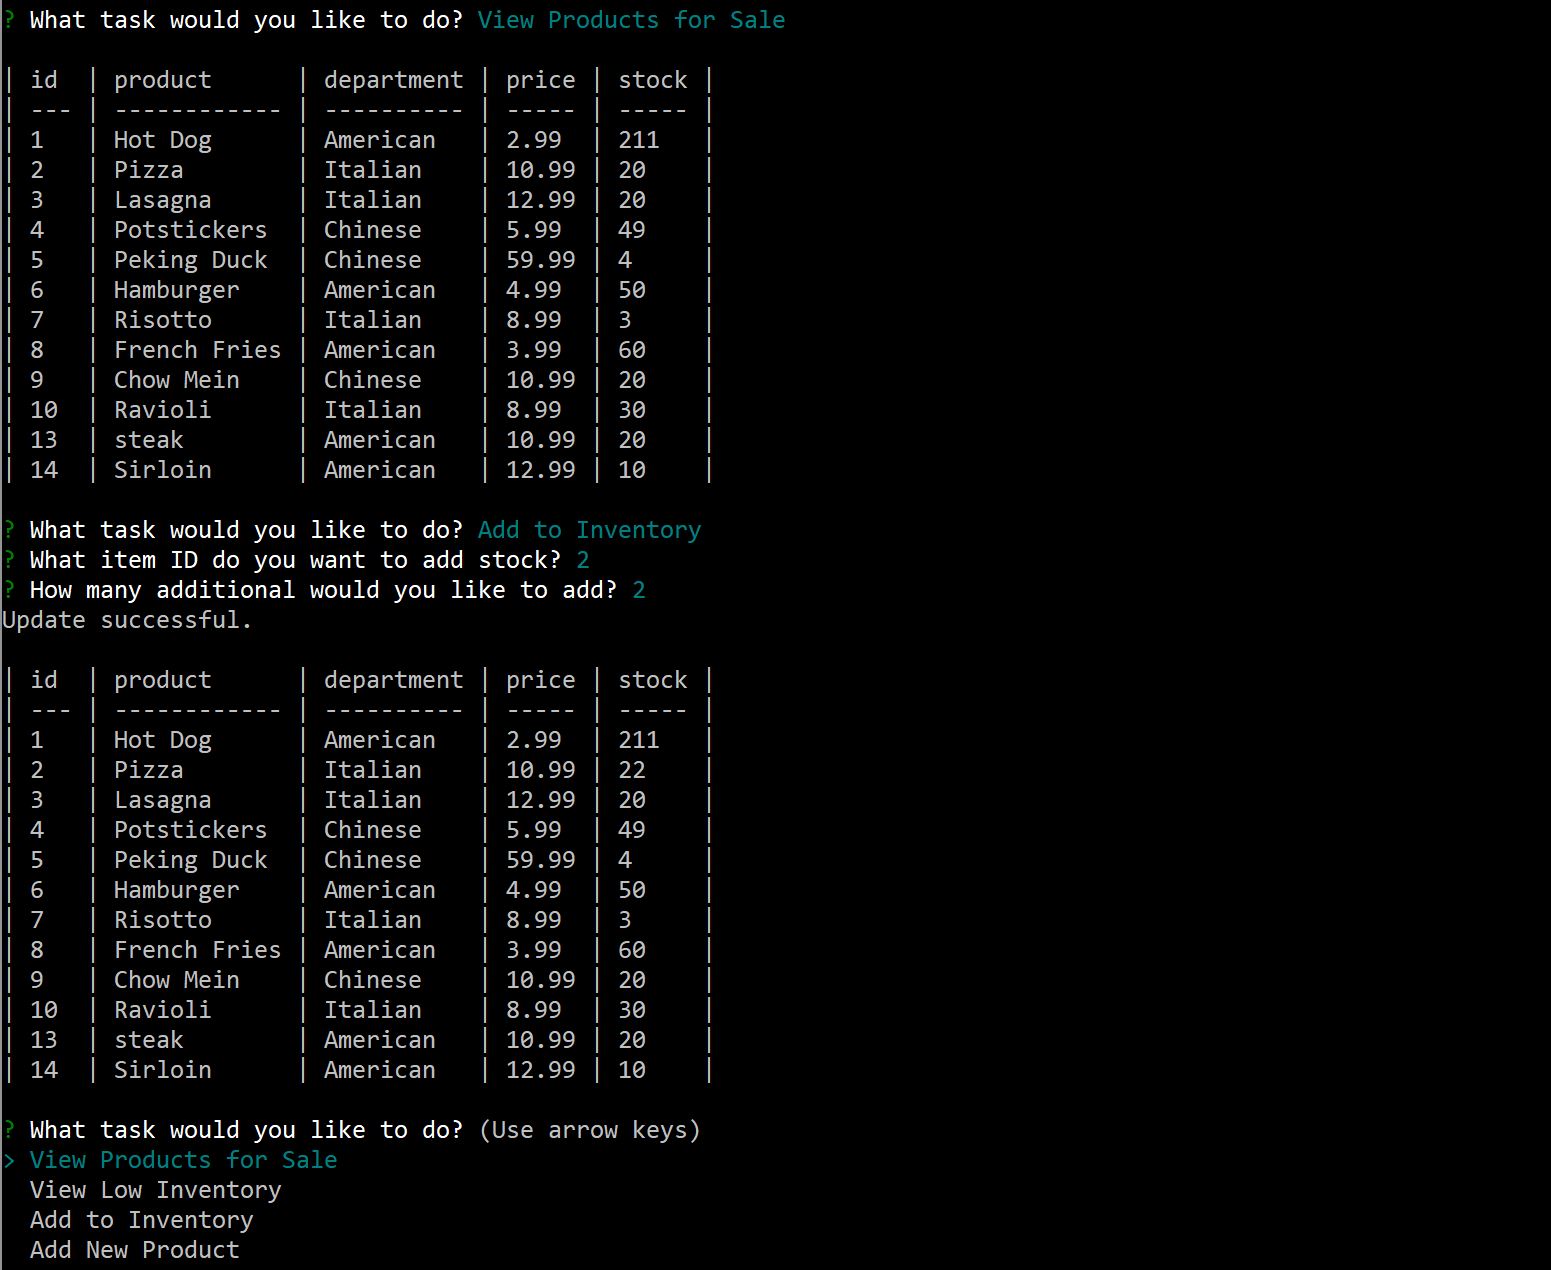 ? What task would you like to do? View Products for Sale
| id  | product      | department | price | stock |
| --- | ------------ | ---------- | ----- | ----- |
| 1   | Hot Dog      | American   | 2.99  | 211   |
| 2   | Pizza        | Italian    | 10.99 | 20    |
| 3   | Lasagna      | Italian    | 12.99 | 20    |
| 4   | Potstickers  | Chinese    | 5.99  | 49    |
| 5   | Peking Duck  | Chinese    | 59.99 | 4     |
| 6   | Hamburger    | American   | 4.99  | 50    |
| 7   | Risotto      | Italian    | 8.99  | 3     |
| 8   | French Fries | American   | 3.99  | 60    |
| 9   | Chow Mein    | Chinese    | 10.99 | 20    |
| 10  | Ravioli      | Italian    | 8.99  | 30    |
| 13  | steak        | American   | 10.99 | 20    |
| 14  | Sirloin      | American   | 12.99 | 10    |
? What task would you like to do? Add to Inventory
? What item ID do you want to add stock? 2
? How many additional would you like to add? 2
Update successful.
| id  | product      | department | price | stock |
| --- | ------------ | ---------- | ----- | ----- |
| 1   | Hot Dog      | American   | 2.99  | 211   |
| 2   | Pizza        | Italian    | 10.99 | 22    |
| 3   | Lasagna      | Italian    | 12.99 | 20    |
| 4   | Potstickers  | Chinese    | 5.99  | 49    |
| 5   | Peking Duck  | Chinese    | 59.99 | 4     |
| 6   | Hamburger    | American   | 4.99  | 50    |
| 7   | Risotto      | Italian    | 8.99  | 3     |
| 8   | French Fries | American   | 3.99  | 60    |
| 9   | Chow Mein    | Chinese    | 10.99 | 20    |
| 10  | Ravioli      | Italian    | 8.99  | 30    |
| 13  | steak        | American   | 10.99 | 20    |
| 14  | Sirloin      | American   | 12.99 | 10    |
? What task would you like to do? (Use arrow keys)
> View Products for Sale
  View Low Inventory
  Add to Inventory
  Add New Product